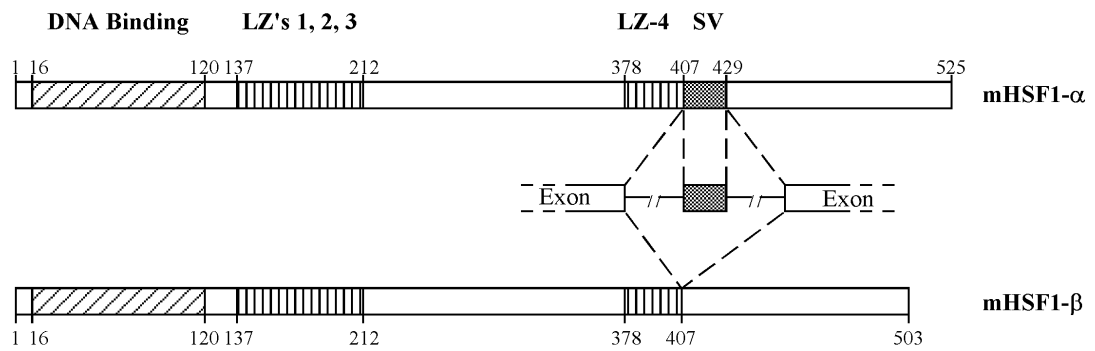 DNA Binding LZ's 1, 2, 3 LZ-4 SV
1 16 120 137 212 378 407 429 525
mHSF1-α
Exon Exon
mHSF1-β
1 16 120 137 212 378 407 503